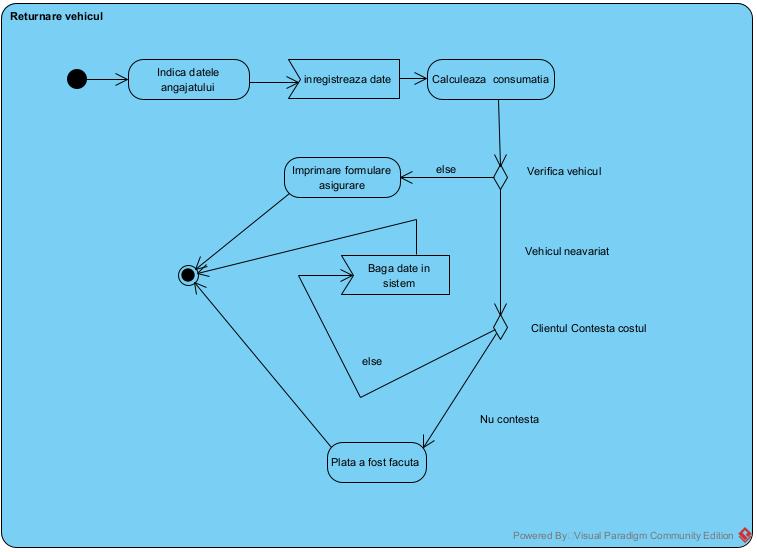 Returnare vehicul
Indica datele
angajatului
inregistreaza date
Calculeaza consumatia
Imprimare formulare
asigurare
else
Verifica vehicul
Vehicul neavariat
Baga date in
sistem
Clientul Contesta costul
else
Nu contesta
Plata a fost facuta
Powered By: Visual Paradigm Community Edition